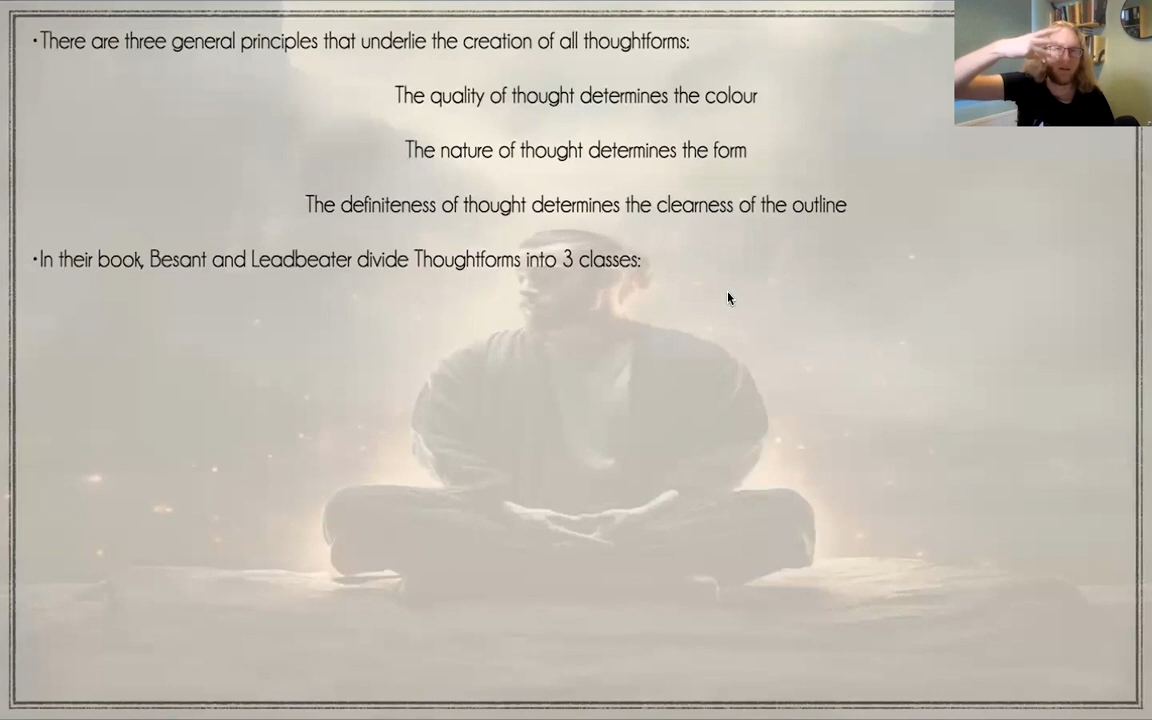 •There are three general principles that underlie the creation of all thoughtforms:
The quality of thought determines the colour
The nature of thought determines the form
The definiteness of thought determines the clearness of the outline
•In their book, Besant and Leadbeater divide Thoughtforms into 3 classes: